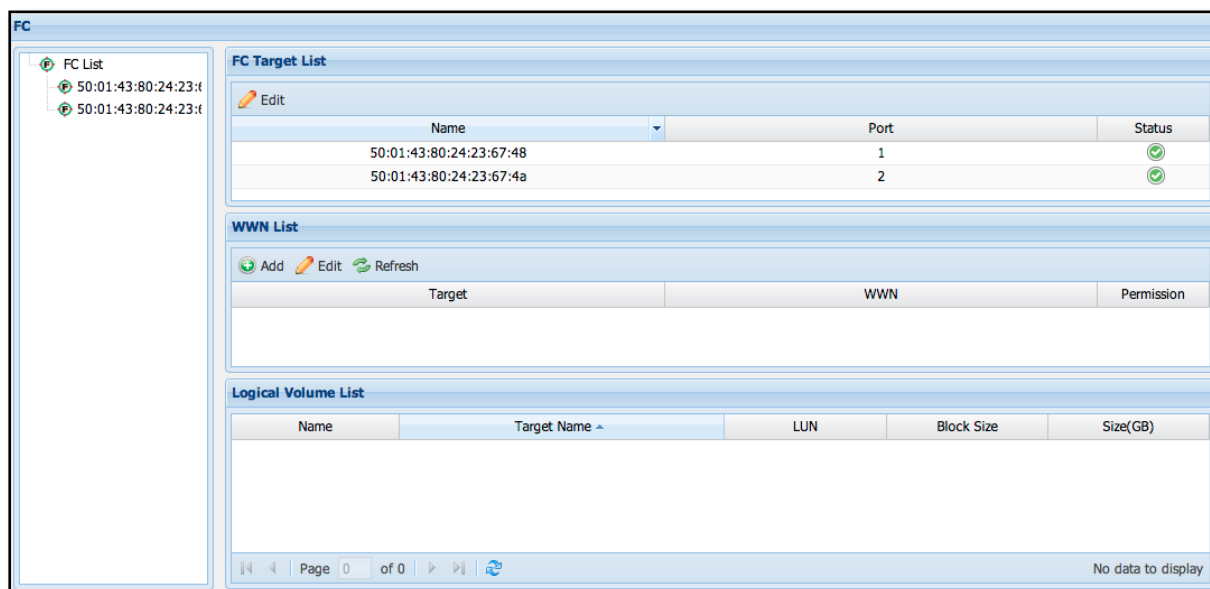 FC
FC List
50:01:43:80:24:23:6
50:01:43:80:24:23:6
FC Target List
Edit
Name Port Status
50:01:43:80:24:23:67:48 1
50:01:43:80:24:23:67:4a 2
WWN List
Add Edit Refresh
Target WWN Permission
Logical Volume List
Name Target Name LUN Block Size Size(GB)
Page 0 of 0 No data to display